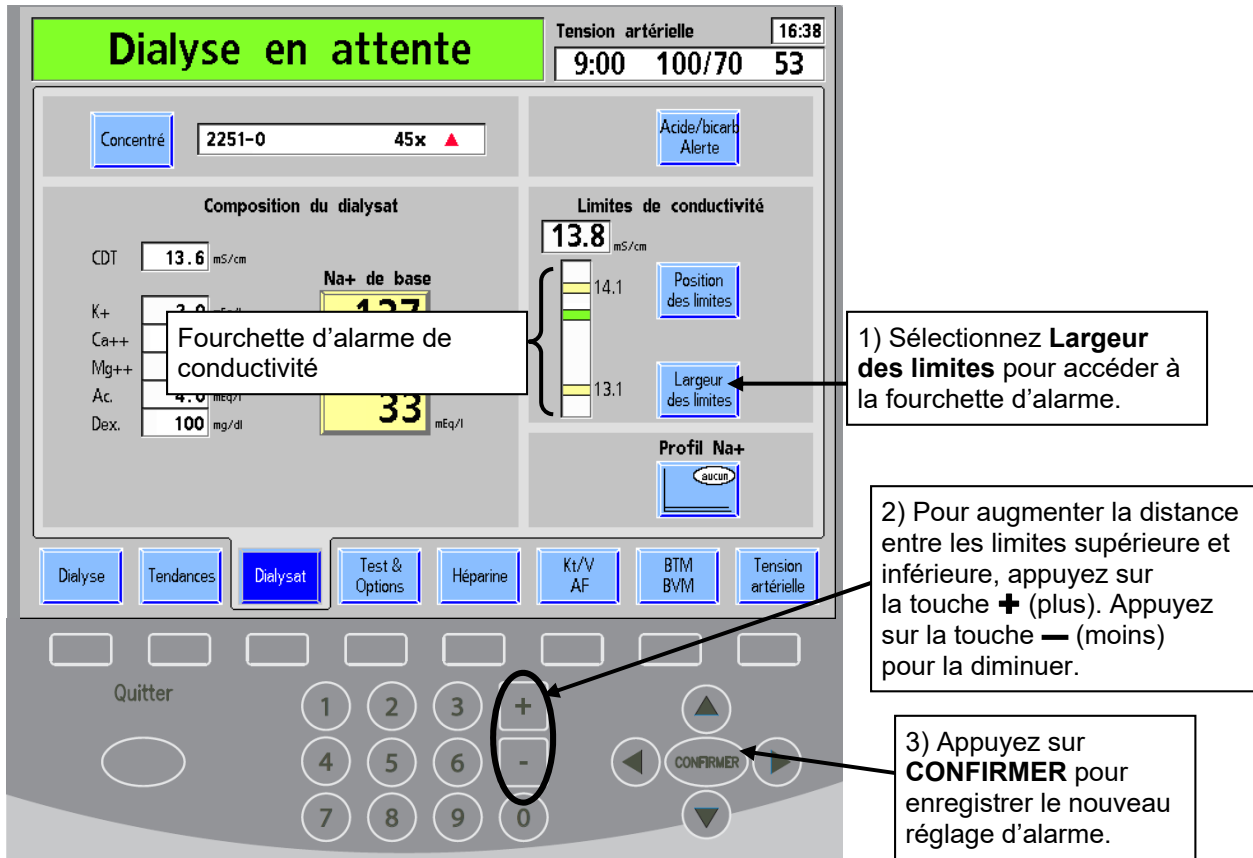 Dialyse en attente
Tension artérielle
16:38
9:00 100/70 53
Concentré
2251-0 45x
Acide/bicarb
Alerte
Composition du dialysat
CDT 13.6 mS/cm
Na+ de base
K+
Ca++
Mg++
Ac.
Dex. 100 mg/dl
33 mEq/l
Fourchette d’alarme de
conductivité
Limites de conductivité
13.8 mS/cm
14.1
13.1
Position
des limites
Largeur
des limites
Profil Na+
aucun
1) Sélectionnez Largeur
des limites pour accéder à
la fourchette d’alarme.
2) Pour augmenter la distance
entre les limites supérieure et
inférieure, appuyez sur
la touche + (plus). Appuyez
sur la touche — (moins)
pour la diminuer.
3) Appuyez sur
CONFIRMER pour
enregistrer le nouveau
réglage d’alarme.
Dialyse
Tendances
Dialysat
Test &
Options
Héparine
Kt/V
AF
BTM
BVM
Tension
artérielle
Quitter
1 2 3 +
4 5 6 -
7 8 9 0
CONFIRMER